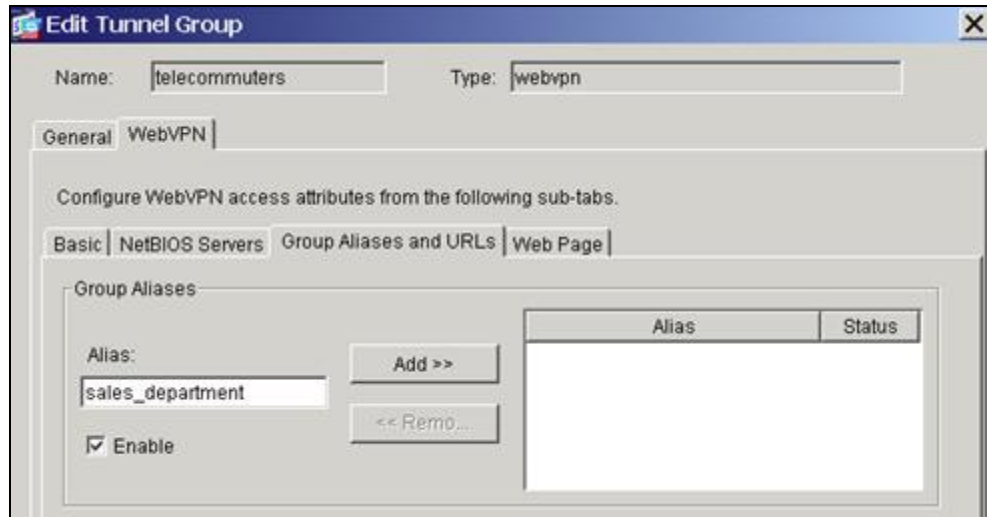 Edit Tunnel Group
Name: telecommuters Type: webvpn
General WebVPN
Configure WebVPN access attributes from the following sub-tabs.
Basic NetBIOS Servers Group Aliases and URLs Web Page
Group Aliases
Alias Status
Alias:
Add >>
sales_department
<< Remo...
Enable